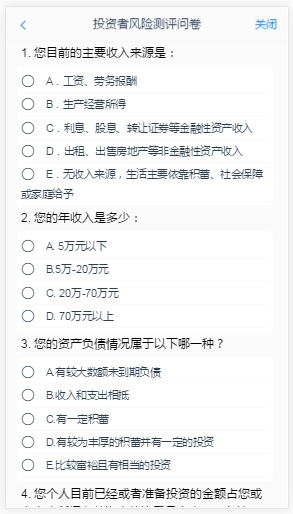 投资者风险测评问卷 关闭
1. 您目前的主要收入来源是：
A．工资、劳务报酬
B．生产经营所得
C．利息、股息、转让证券等金融性资产收入
D．出租、出售房地产等非金融性资产收入
E．无收入来源，生活主要依靠积蓄、社会保障
或家庭给予
2. 您的年收入是多少：
A. 5万元以下
B.5万-20万元
C. 20万-70万元
D. 70万元以上
3. 您的资产负债情况属于以下哪一种？
A.有较大数额未到期负债
B.收入和支出相抵
C.有一定积蓄
D.有较为丰厚的积蓄并有一定的投资
E.比较富裕且有相当的投资
4. 您个人目前已经或者准备投资的金额占您或